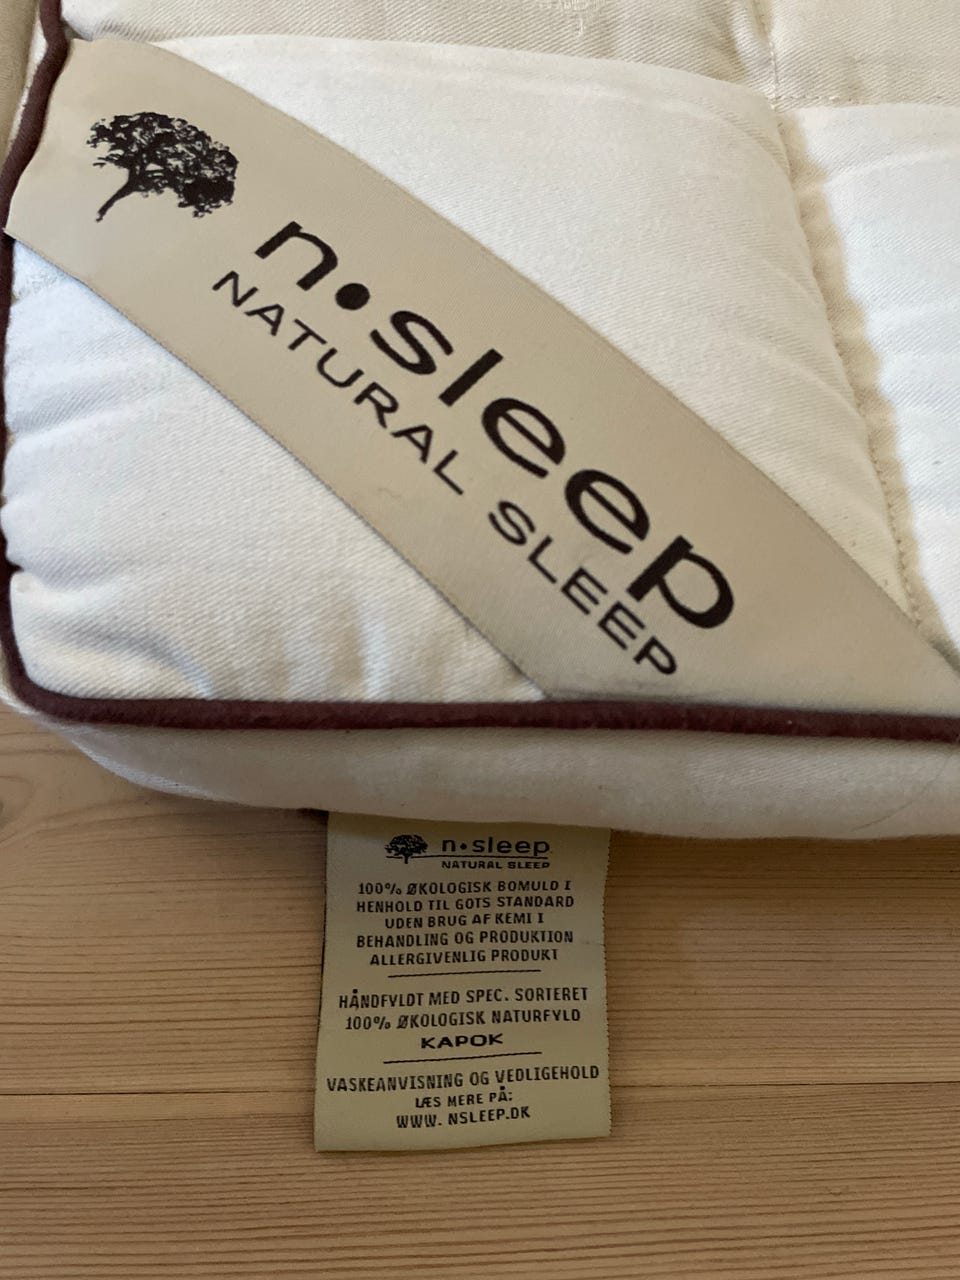 n·sleep
NATURAL SLEEP
n·sleep
NATURAL SLEEP
100% ØKOLOGISK BOMULD I
HENHOLD TIL GOTS STANDARD
UDEN BRUG AF KEMI I
BEHANDLING OG PRODUKTION
ALLERGIVENLIG PRODUKT
HÅNDFYLDT MED SPEC. SORTERET
100% ØKOLOGISK NATURFYLD
KAPOK
VASKEANVISNING OG VEDLIGEHOLD
LÆS MERE PÅ:
WWW. NSLEEP.DK